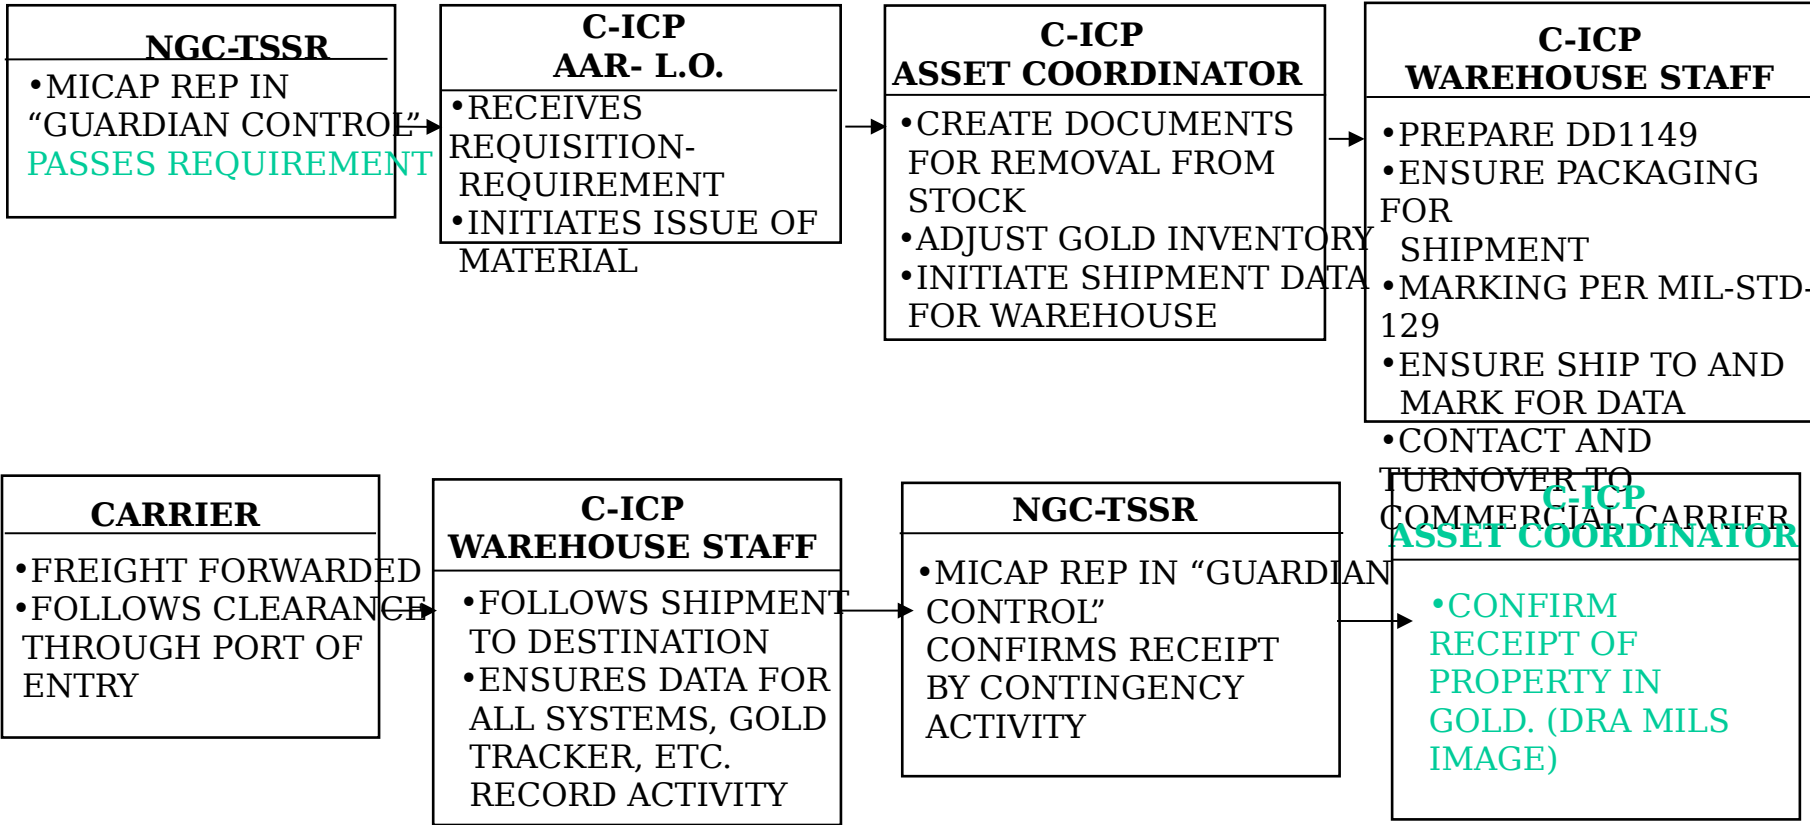 NGC-TSSR
•MICAP REP IN
“GUARDIAN CONTROL”
PASSES REQUIREMENT
C-ICP
AAR- L.O.
•RECEIVES
REQUISITION-
REQUIREMENT
•INITIATES ISSUE OF
MATERIAL
C-ICP
ASSET COORDINATOR
•CREATE DOCUMENTS
FOR REMOVAL FROM
STOCK
•ADJUST GOLD INVENTORY
•INITIATE SHIPMENT DATA
FOR WAREHOUSE
C-ICP
WAREHOUSE STAFF
•PREPARE DD1149
•ENSURE PACKAGING
FOR
SHIPMENT
•MARKING PER MIL-STD-
129
•ENSURE SHIP TO AND
MARK FOR DATA
•CONTACT AND
TURNOVER TO
COMMERCIAL CARRIER
CARRIER
•FREIGHT FORWARDED
•FOLLOWS CLEARANCE
THROUGH PORT OF
ENTRY
C-ICP
WAREHOUSE STAFF
•FOLLOWS SHIPMENT
TO DESTINATION
•ENSURES DATA FOR
ALL SYSTEMS, GOLD
TRACKER, ETC.
RECORD ACTIVITY
NGC-TSSR
•MICAP REP IN “GUARDIAN
CONTROL”
CONFIRMS RECEIPT
BY CONTINGENCY
ACTIVITY
C-ICP
ASSET COORDINATOR
•CONFIRM
RECEIPT OF
PROPERTY IN
GOLD. (DRA MILS
IMAGE)